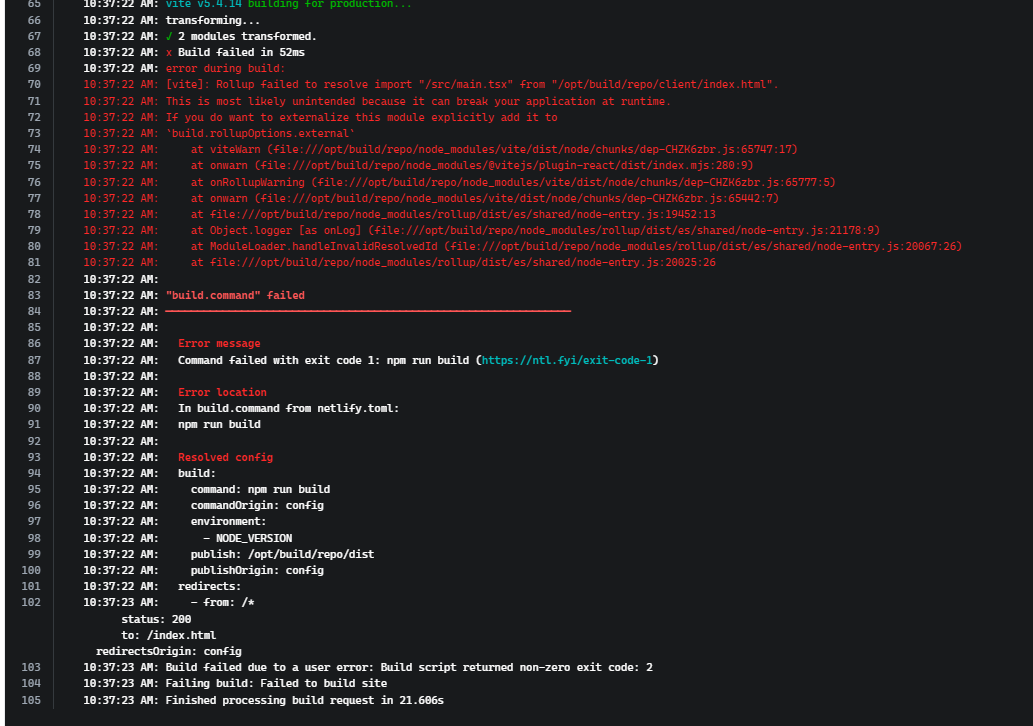 65 10:37:22 AM: vite v5.4.14 building for production...
66 10:37:22 AM: transforming...
67 10:37:22 AM: ✓ 2 modules transformed.
68 10:37:22 AM: x Build failed in 52ms
69 10:37:22 AM: error during build:
70 10:37:22 AM: [vite]: Rollup failed to resolve import "/src/main.tsx" from "/opt/build/repo/client/index.html".
71 10:37:22 AM: This is most likely unintended because it can break your application at runtime.
72 10:37:22 AM: If you do want to externalize this module explicitly add it to
73 10:37:22 AM: `build.rollupOptions.external`
74 10:37:22 AM:     at viteWarn (file:///opt/build/repo/node_modules/vite/dist/node/chunks/dep-CHZK6zbr.js:65747:17)
75 10:37:22 AM:     at onwarn (file:///opt/build/repo/node_modules/@vitejs/plugin-react/dist/index.mjs:280:9)
76 10:37:22 AM:     at onRollupWarning (file:///opt/build/repo/node_modules/vite/dist/node/chunks/dep-CHZK6zbr.js:65777:5)
77 10:37:22 AM:     at onwarn (file:///opt/build/repo/node_modules/vite/dist/node/chunks/dep-CHZK6zbr.js:65442:7)
78 10:37:22 AM:     at file:///opt/build/repo/node_modules/rollup/dist/es/shared/node-entry.js:19452:13
79 10:37:22 AM:     at Object.logger [as onLog] (file:///opt/build/repo/node_modules/rollup/dist/es/shared/node-entry.js:21178:9)
80 10:37:22 AM:     at ModuleLoader.handleInvalidResolvedId (file:///opt/build/repo/node_modules/rollup/dist/es/shared/node-entry.js:20067:26)
81 10:37:22 AM:     at file:///opt/build/repo/node_modules/rollup/dist/es/shared/node-entry.js:20025:26
82 10:37:22 AM:
83 10:37:22 AM: "build.command" failed
84 10:37:22 AM: ────────────────────────────────────────────────────────────────
85 10:37:22 AM:
86 10:37:22 AM:   Error message
87 10:37:22 AM:   Command failed with exit code 1: npm run build (https://ntl.fyi/exit-code-1)
88 10:37:22 AM:
89 10:37:22 AM:   Error location
90 10:37:22 AM:   In build.command from netlify.toml:
91 10:37:22 AM:   npm run build
92 10:37:22 AM:
93 10:37:22 AM:   Resolved config
94 10:37:22 AM:   build:
95 10:37:22 AM:     command: npm run build
96 10:37:22 AM:     commandOrigin: config
97 10:37:22 AM:     environment:
98 10:37:22 AM:       - NODE_VERSION
99 10:37:22 AM:     publish: /opt/build/repo/dist
100 10:37:22 AM:     publishOrigin: config
101 10:37:22 AM:   redirects:
102 10:37:23 AM:     - from: /*
      status: 200
      to: /index.html
  redirectsOrigin: config
103 10:37:23 AM: Build failed due to a user error: Build script returned non-zero exit code: 2
104 10:37:23 AM: Failing build: Failed to build site
105 10:37:23 AM: Finished processing build request in 21.606s